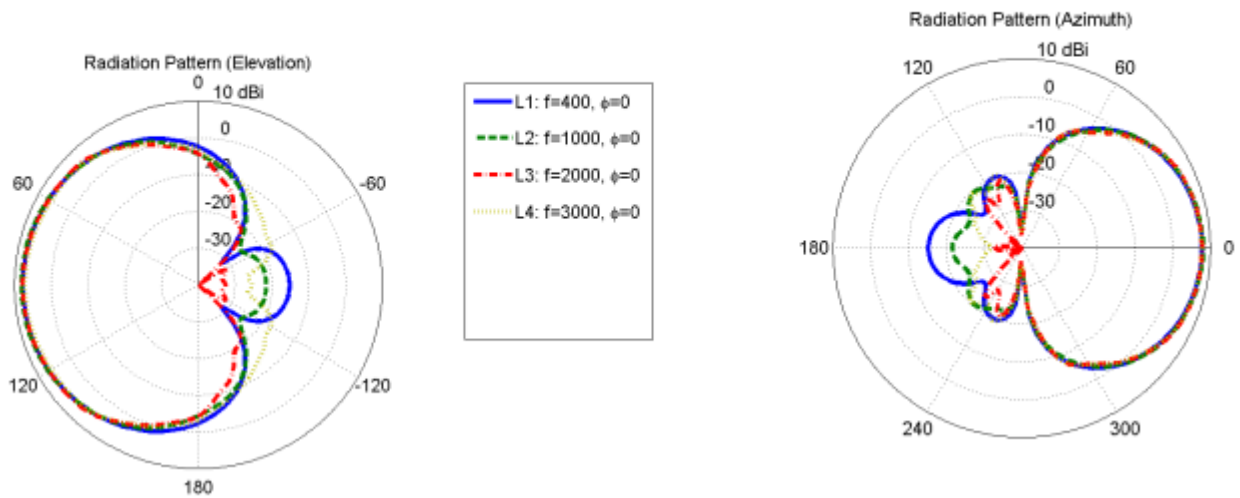 Radiation Pattern (Elevation)
0
10 dBi
0
-10
-20
-30
60
-60
120
-120
180
L1: f=400, ϕ=0
L2: f=1000, ϕ=0
L3: f=2000, ϕ=0
L4: f=3000, ϕ=0
Radiation Pattern (Azimuth)
10 dBi
120
60
0
-10
-20
-30
180
0
240
300